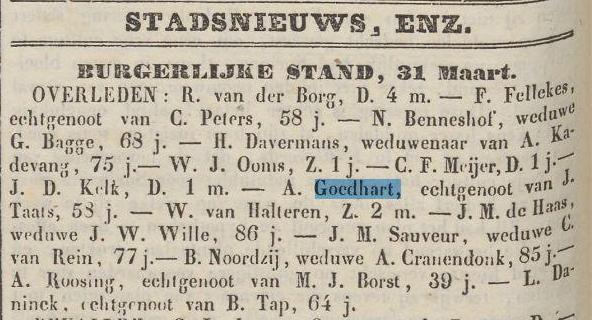 STADSNIEUWS, ENZ.
BURGERLIJKE STAND, 31 Maart.
OVERLEDEN: R. van der Borg, D. 4 m. — F. Fellekes,
echtgenoot van C. Peters, 58 j. — N. Benneshof, weduwe
G. Bagge, 68 j. — H. Davermans, weduwenaar van A. Ka-
devang, 75 j. — W. J. Ooms, Z. 1 j. — C. F. Meijer, D. 1 j. —
J. D. Kelk, D. 1 m. — A. Goedhart, echtgenoot van J.
Taats, 58 j. — W. van Halteren, Z. 2 m. — J. M. de Haas,
weduwe J. W. Wille, 86 j. — J. M. Sauveur, weduwe C.
van Rein, 77 j. — B. Noordzij, weduwe A. Cranendonk, 85 j. —
A. Roosing, echtgenoot van M. J. Borst, 39 j. — L. Da-
ninck, echtgenoot van B. Tap, 64 j.